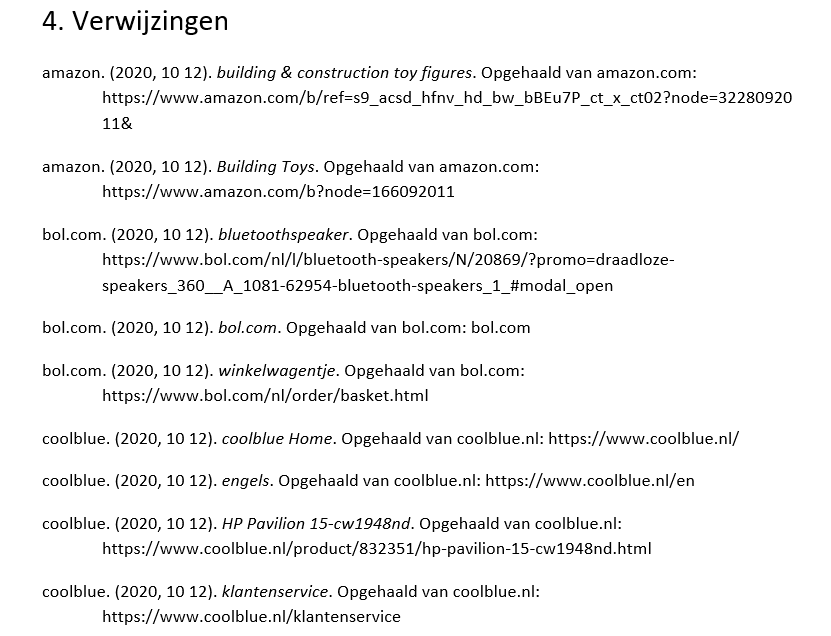 4. Verwijzingen
amazon. (2020, 10 12). building & construction toy figures. Opgehaald van amazon.com:
https://www.amazon.com/b/ref=s9_acsd_hfnv_hd_bw_bBEu7P_ct_x_ct02?node=32280920
11&
amazon. (2020, 10 12). Building Toys. Opgehaald van amazon.com:
https://www.amazon.com/b?node=166092011
bol.com. (2020, 10 12). bluetoothspeaker. Opgehaald van bol.com:
https://www.bol.com/nl/l/bluetooth-speakers/N/20869/?promo=draadloze-
speakers_360__A_1081-62954-bluetooth-speakers_1_#modal_open
bol.com. (2020, 10 12). bol.com. Opgehaald van bol.com: bol.com
bol.com. (2020, 10 12). winkelwagentje. Opgehaald van bol.com:
https://www.bol.com/nl/order/basket.html
coolblue. (2020, 10 12). coolblue Home. Opgehaald van coolblue.nl: https://www.coolblue.nl/
coolblue. (2020, 10 12). engels. Opgehaald van coolblue.nl: https://www.coolblue.nl/en
coolblue. (2020, 10 12). HP Pavilion 15-cw1948nd. Opgehaald van coolblue.nl:
https://www.coolblue.nl/product/832351/hp-pavilion-15-cw1948nd.html
coolblue. (2020, 10 12). klantenservice. Opgehaald van coolblue.nl:
https://www.coolblue.nl/klantenservice